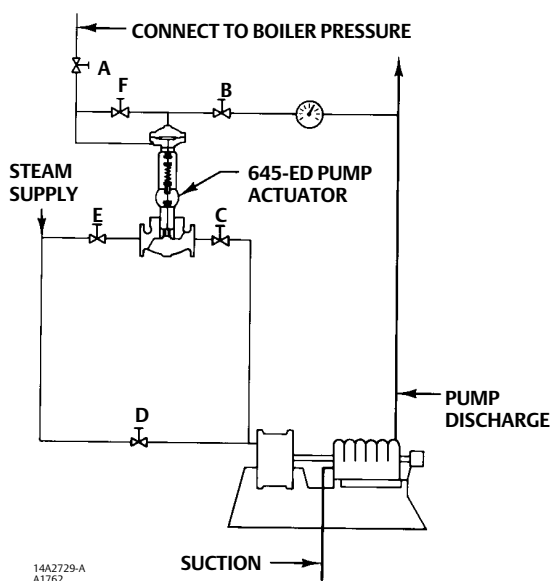 CONNECT TO BOILER PRESSURE
A
F
B
STEAM
SUPPLY
645-ED PUMP
ACTUATOR
E
C
D
PUMP
DISCHARGE
SUCTION
14A2729-A
A1762